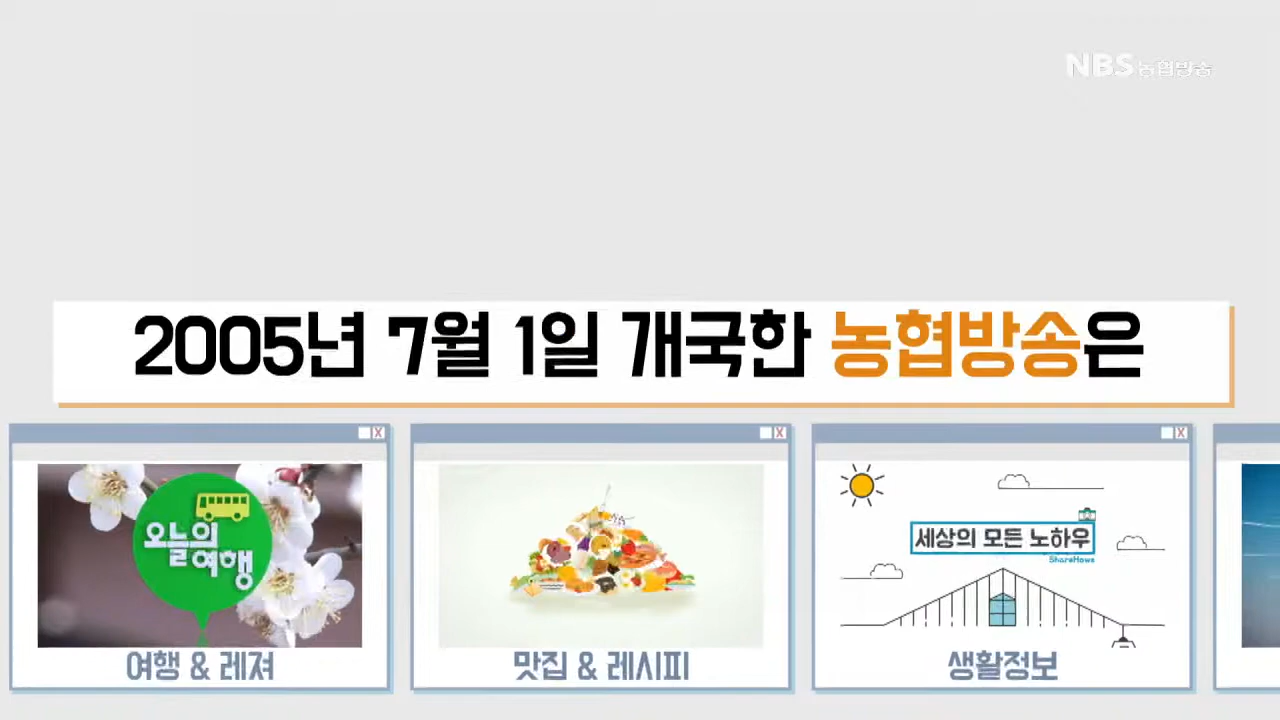 NBS 농협방송
2005년 7월 1일 개국한 농협방송은
X
X
X
오늘의
여행
세상의 모든 노하우
ShareHows
여행 & 레져
맛집 & 레시피
생활정보